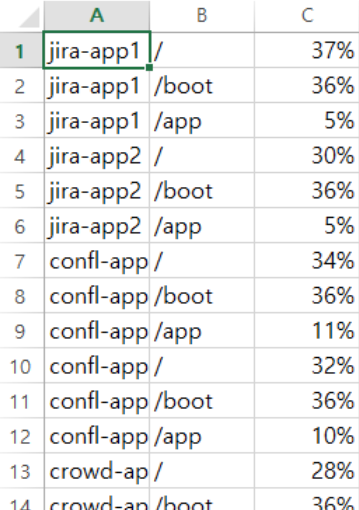 A B C
1 jira-app1 / 37%
2 jira-app1 /boot 36%
3 jira-app1 /app 5%
4 jira-app2 / 30%
5 jira-app2 /boot 36%
6 jira-app2 /app 5%
7 confl-app / 34%
8 confl-app /boot 36%
9 confl-app /app 11%
10 confl-app / 32%
11 confl-app /boot 36%
12 confl-app /app 10%
13 crowd-ap / 28%
14 crowd-ap /boot 36%